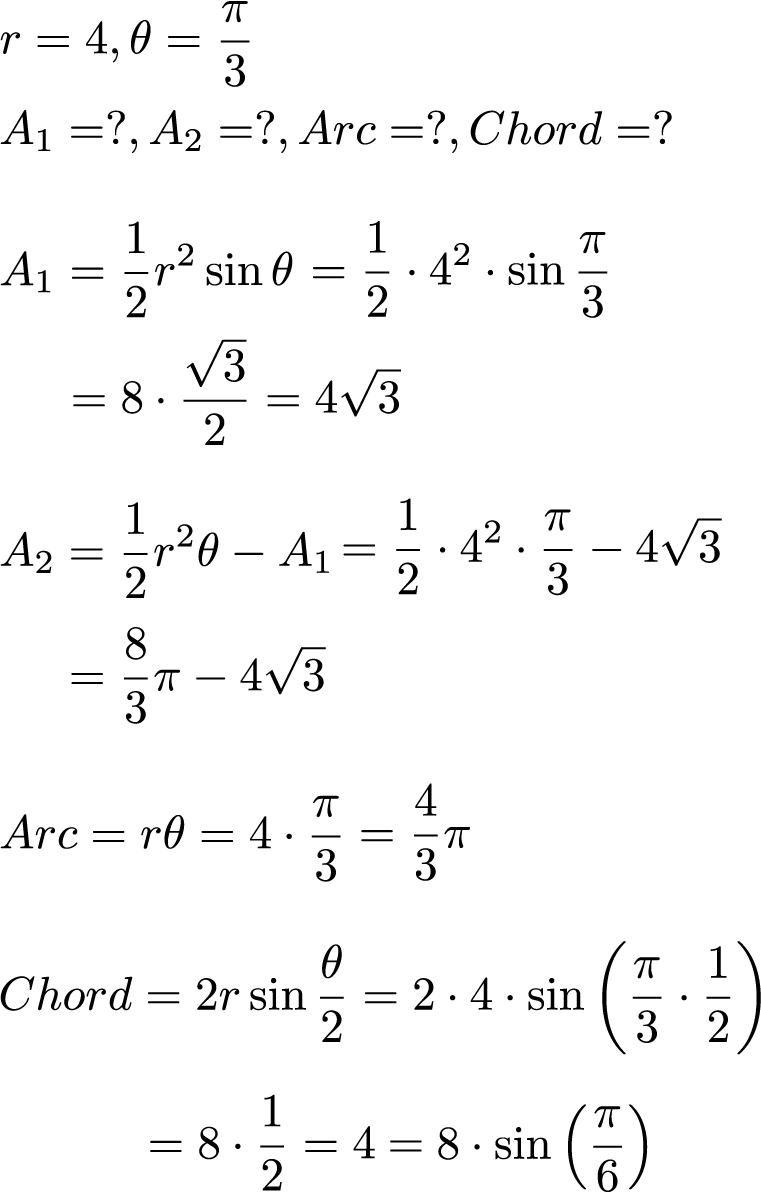 r = 4, θ = π/3
A₁ =?, A₂ =?, Arc =?, Chord =?
A₁ = 1/2 r² sin θ = 1/2 · 4² · sin π/3
= 8 · √3/2 = 4√3
A₂ = 1/2 r²θ − A₁ = 1/2 · 4² · π/3 − 4√3
= 8/3 π − 4√3
Arc = rθ = 4 · π/3 = 4/3 π
Chord = 2r sin θ/2 = 2 · 4 · sin (π/3 · 1/2)
= 8 · 1/2 = 4 = 8 · sin (π/6)